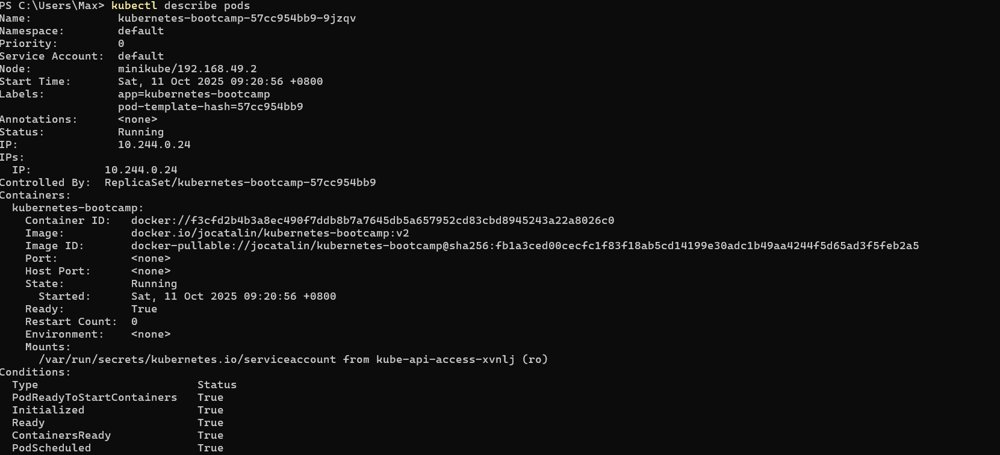 PS C:\Users\Max> kubectl describe pods
Name:             kubernetes-bootcamp-57cc954bb9-9jzqv
Namespace:        default
Priority:         0
Service Account:  default
Node:             minikube/192.168.49.2
Start Time:       Sat, 11 Oct 2025 09:20:56 +0800
Labels:           app=kubernetes-bootcamp
                  pod-template-hash=57cc954bb9
Annotations:      <none>
Status:           Running
IP:               10.244.0.24
IPs:
  IP:           10.244.0.24
Controlled By:  ReplicaSet/kubernetes-bootcamp-57cc954bb9
Containers:
  kubernetes-bootcamp:
    Container ID:   docker://f3cfd2b4b3a8ec490f7ddb8b7a7645db5a657952cd83cbd8945243a22a8026c0
    Image:          docker.io/jocatalin/kubernetes-bootcamp:v2
    Image ID:       docker-pullable://jocatalin/kubernetes-bootcamp@sha256:fb1a3ced00cecfc1f83f18ab5cd14199e30adc1b49aa4244f5d65ad3f5feb2a5
    Port:           <none>
    Host Port:      <none>
    State:          Running
      Started:      Sat, 11 Oct 2025 09:20:56 +0800
    Ready:          True
    Restart Count:  0
    Environment:    <none>
    Mounts:
      /var/run/secrets/kubernetes.io/serviceaccount from kube-api-access-xvnlj (ro)
Conditions:
  Type                        Status
  PodReadyToStartContainers   True
  Initialized                 True
  Ready                       True
  ContainersReady             True
  PodScheduled                True